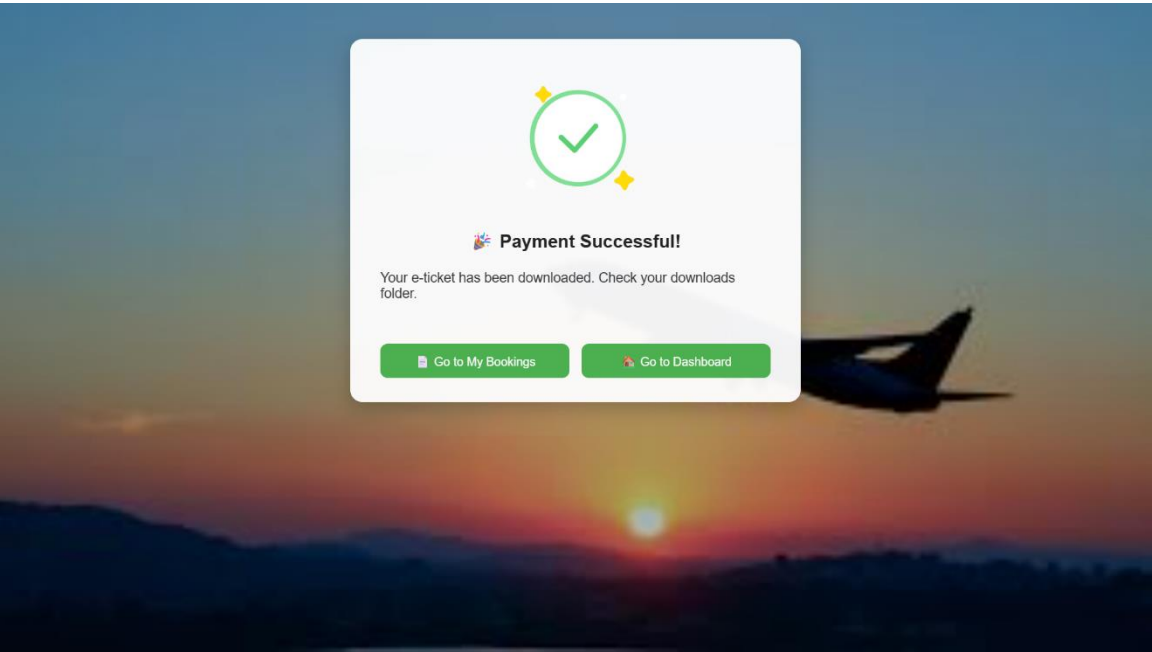 🎉 Payment Successful!
Your e-ticket has been downloaded. Check your downloads
folder.
📄 Go to My Bookings
🏠 Go to Dashboard